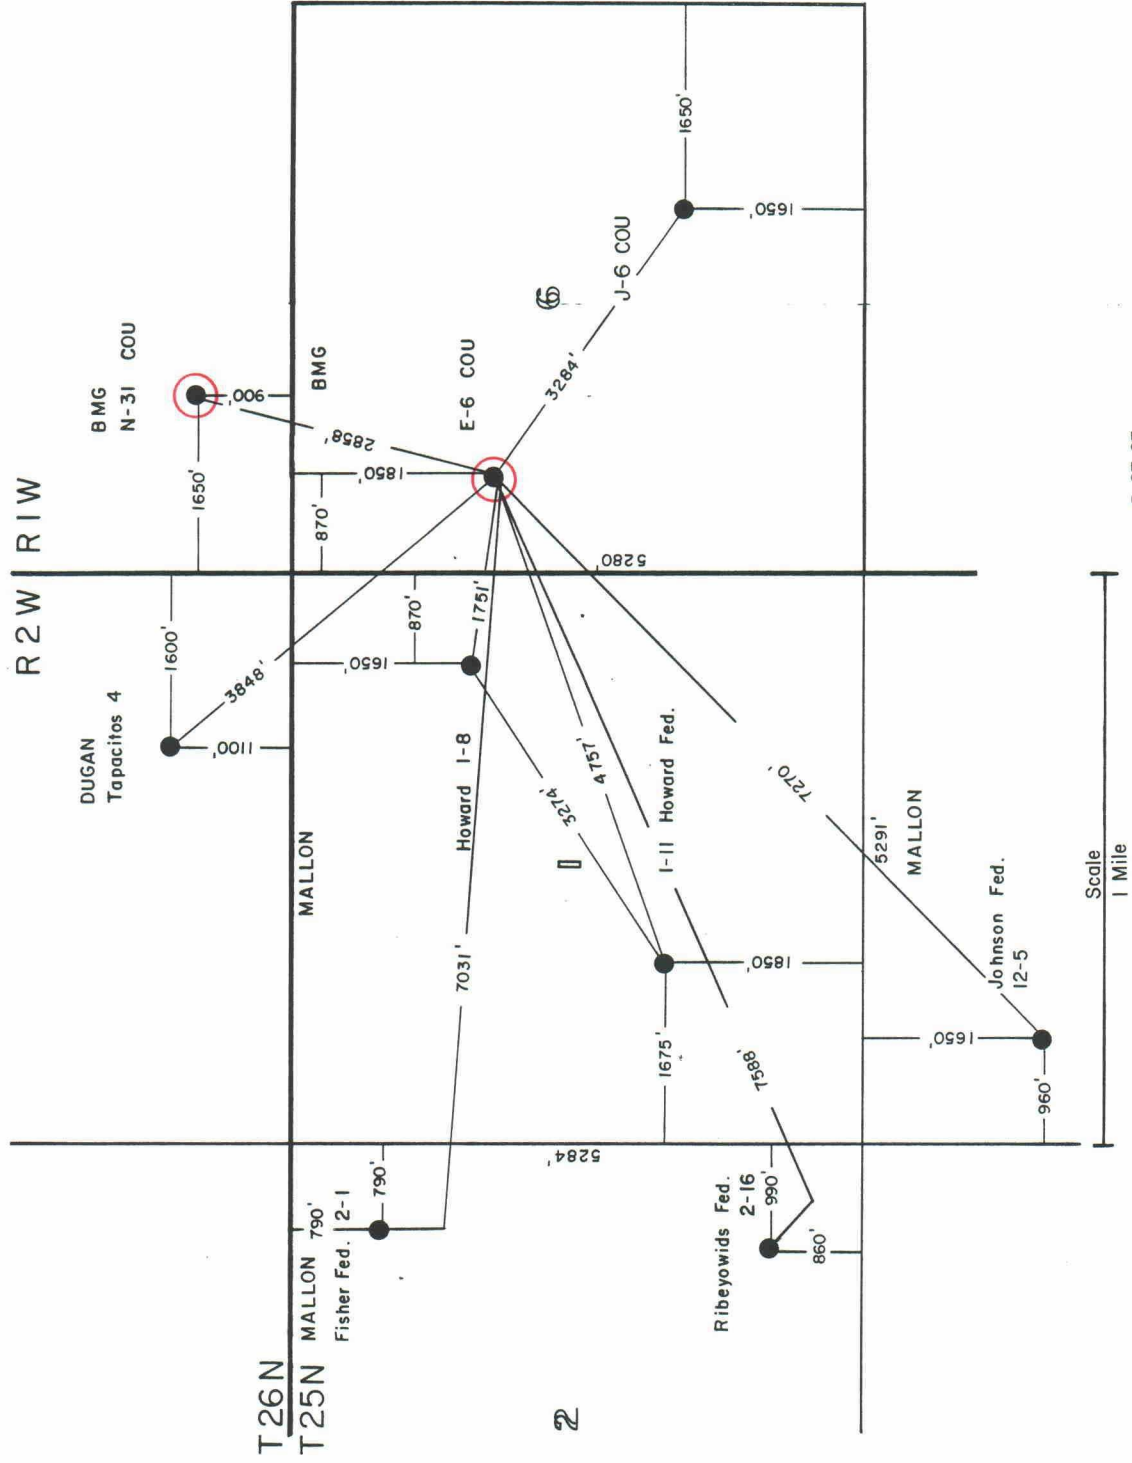 R2W
R1W
T26N
T25N
BMG
N-31 COU
900'
1650'
2858'
BMG
E-6 COU
1850'
870'
3284'
J-6 COU
1650'
1650'
6
5280
DUGAN
Tapacitos 4
1600'
1100'
3848'
MALLON
1650'
870'
1751'
Howard 1-8
7031'
3274'
4757'
1
1-11 Howard Fed.
1675'
1850'
7588'
7270'
5291'
MALLON
Johnson Fed.
12-5
1650'
960'
5284'
MALLON
790'
Fisher Fed. 2-1
790'
Ribeyowids Fed.
2-16
990'
860'
2
Scale
1 Mile